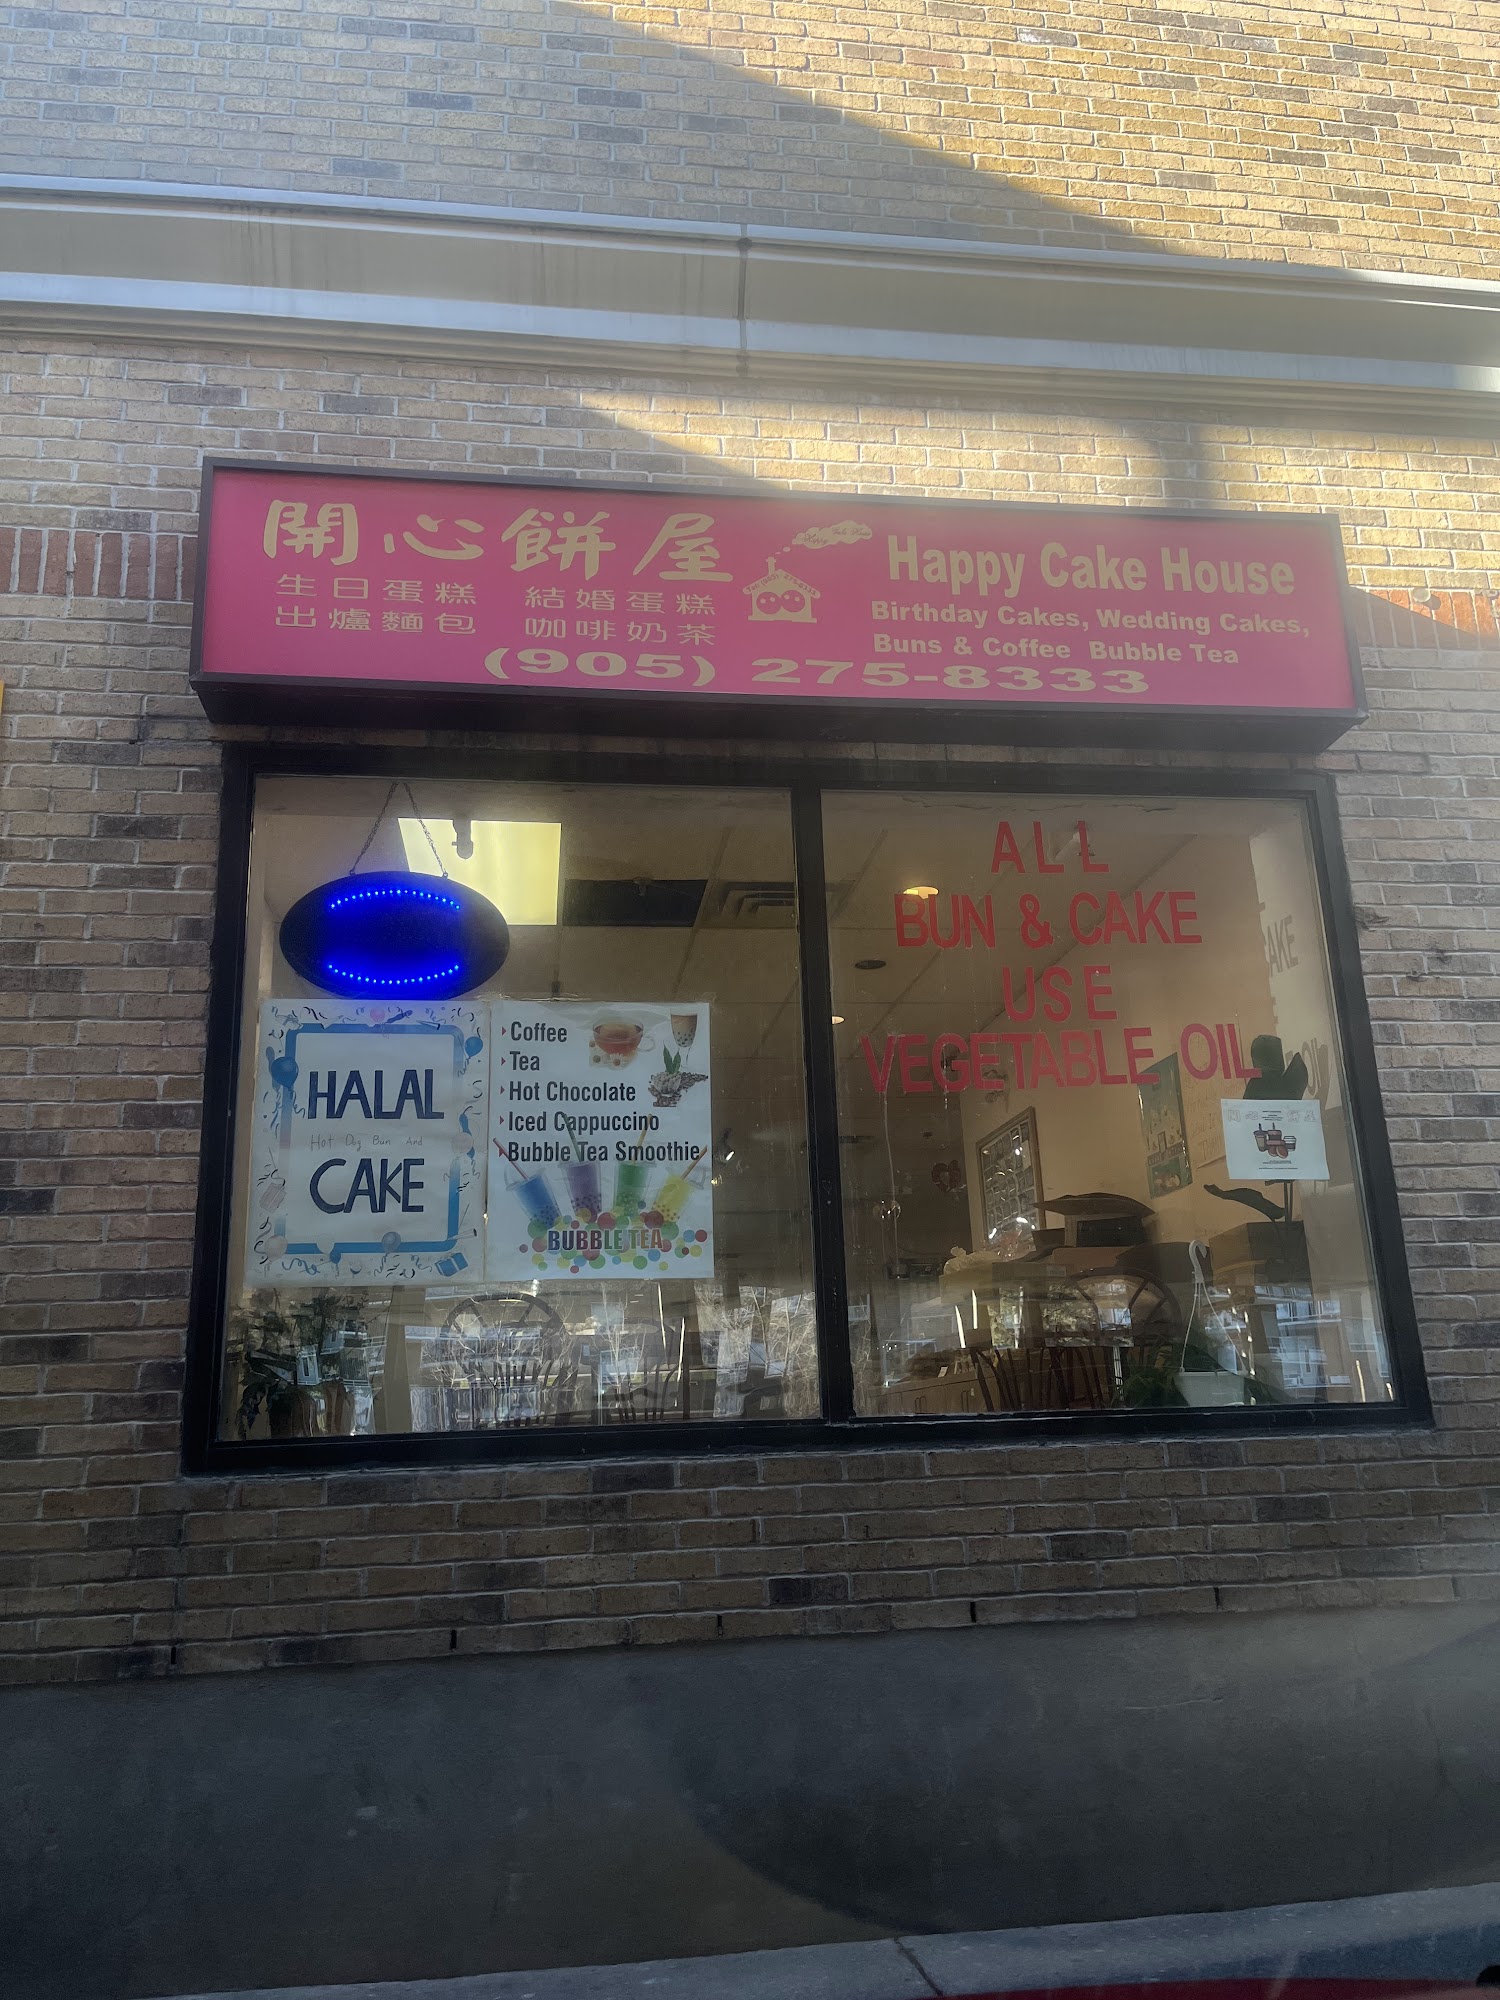 開心餅屋
生日蛋糕 結婚蛋糕
出爐麵包 咖啡奶茶
Happy Cake House
Happy Cake House
Birthday Cakes, Wedding Cakes,
Buns & Coffee Bubble Tea
(905) 275-8333
HALAL
Hot Dog Bun And
CAKE
Coffee
Tea
Hot Chocolate
Iced Cappuccino
Bubble Tea Smoothie
BUBBLE TEA
ALL
BUN & CAKE
USE
VEGETABLE OIL